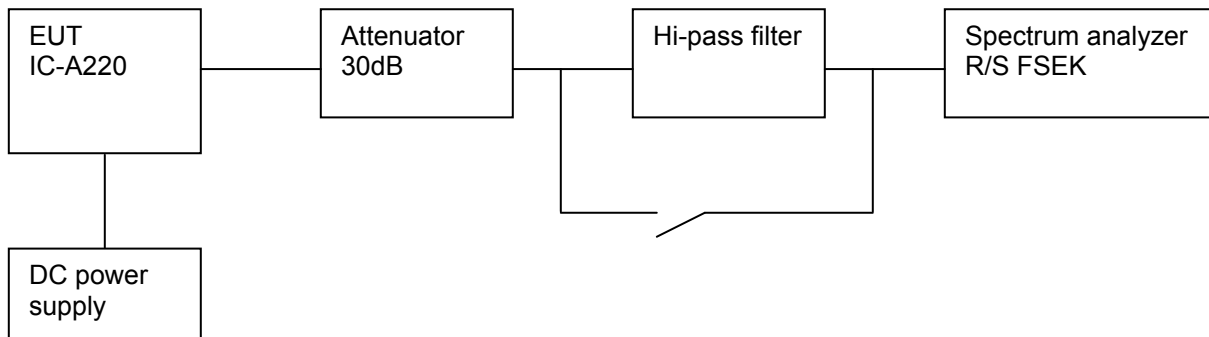 EUT
IC-A220
Attenuator
30dB
Hi-pass filter
Spectrum analyzer
R/S FSEK
DC power
supply